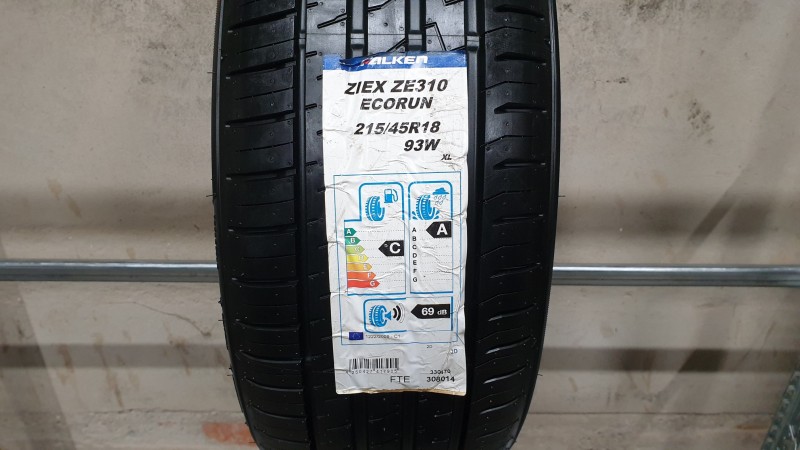 FALKEN
ZIEX ZE310
ECORUN
215/45R18
93W
XL
A
B
F
G
C
A
B
C
D
E
F
G
A
69 dB
FTE
308014